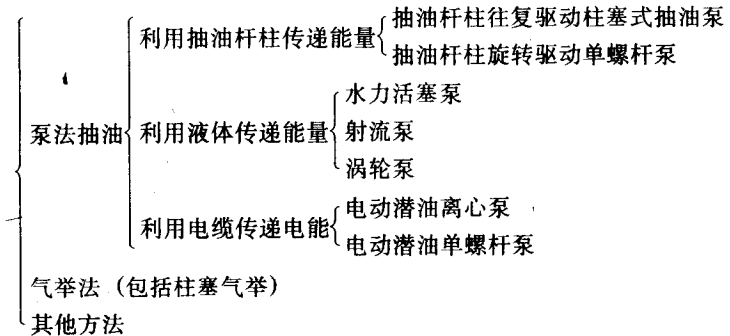 抽油杆柱往复驱动柱塞式抽油泵
利用抽油杆柱传递能量
抽油杆柱旋转驱动单螺杆泵
水力活塞泵
泵法抽油
利用液体传递能量
射流泵
涡轮泵
电动潜油离心泵
利用电缆传递电能
电动潜油单螺杆泵
气举法（包括柱塞气举）
其他方法